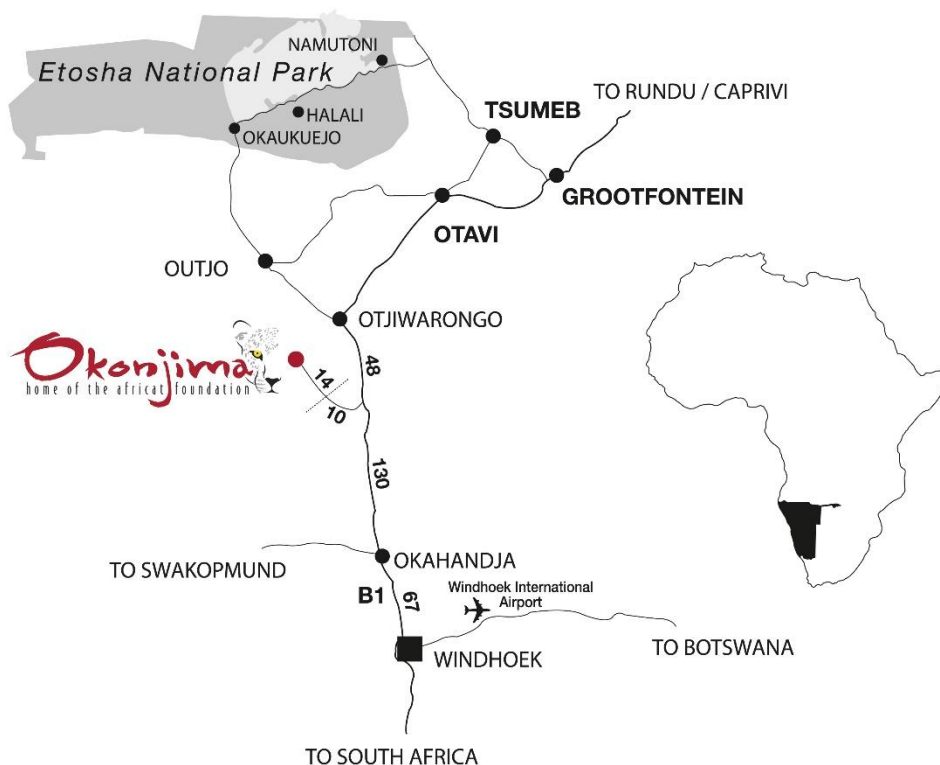 NAMUTONI
Etosha National Park
HALALI
OKAUKUEJO
TSUMEB
TO RUNDU / CAPRIVI
GROOTFONTEIN
OTAVI
OUTJO
OTJIWARONGO
Okonjima
home of the africat foundation
14
10
48
130
OKAHANDJA
TO SWAKOPMUND
B1
67
Windhoek International
Airport
WINDHOEK
TO BOTSWANA
TO SOUTH AFRICA